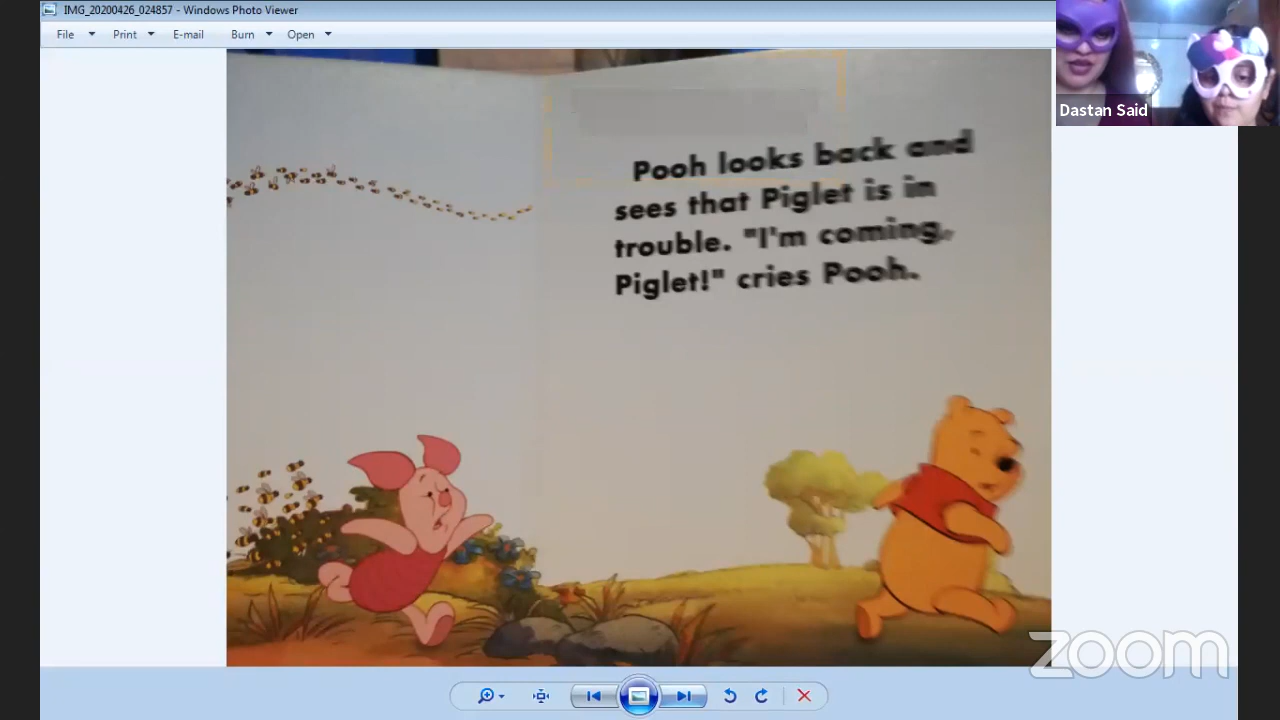 IMG_20200426_024857 - Windows Photo Viewer
File Print E-mail Burn Open
Dastan Said
Pooh looks back and
sees that Piglet is in
trouble. "I'm coming,
Piglet!" cries Pooh.
zoom